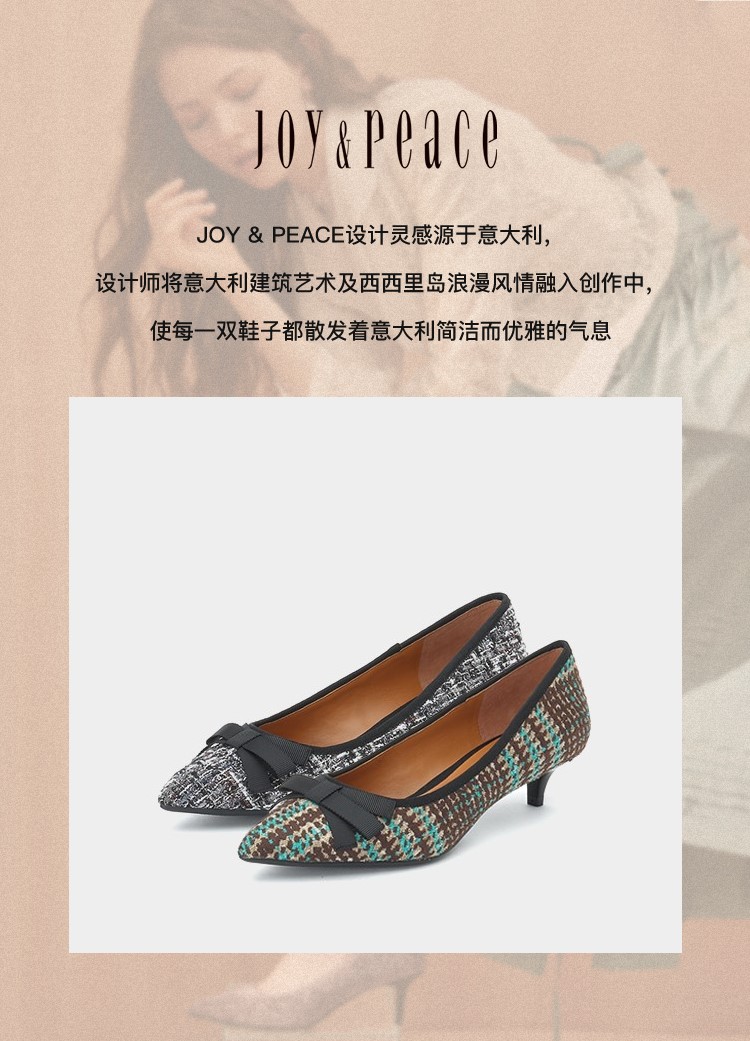 Joy & Peace
JOY & PEACE设计灵感源于意大利，
设计师将意大利建筑艺术及西西里岛浪漫风情融入创作中，
使每一双鞋子都散发着意大利简洁而优雅的气息